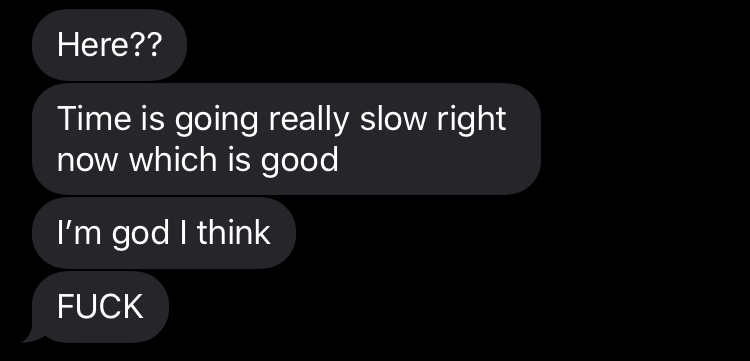 Here??
Time is going really slow right
now which is good
I’m god I think
FUCK